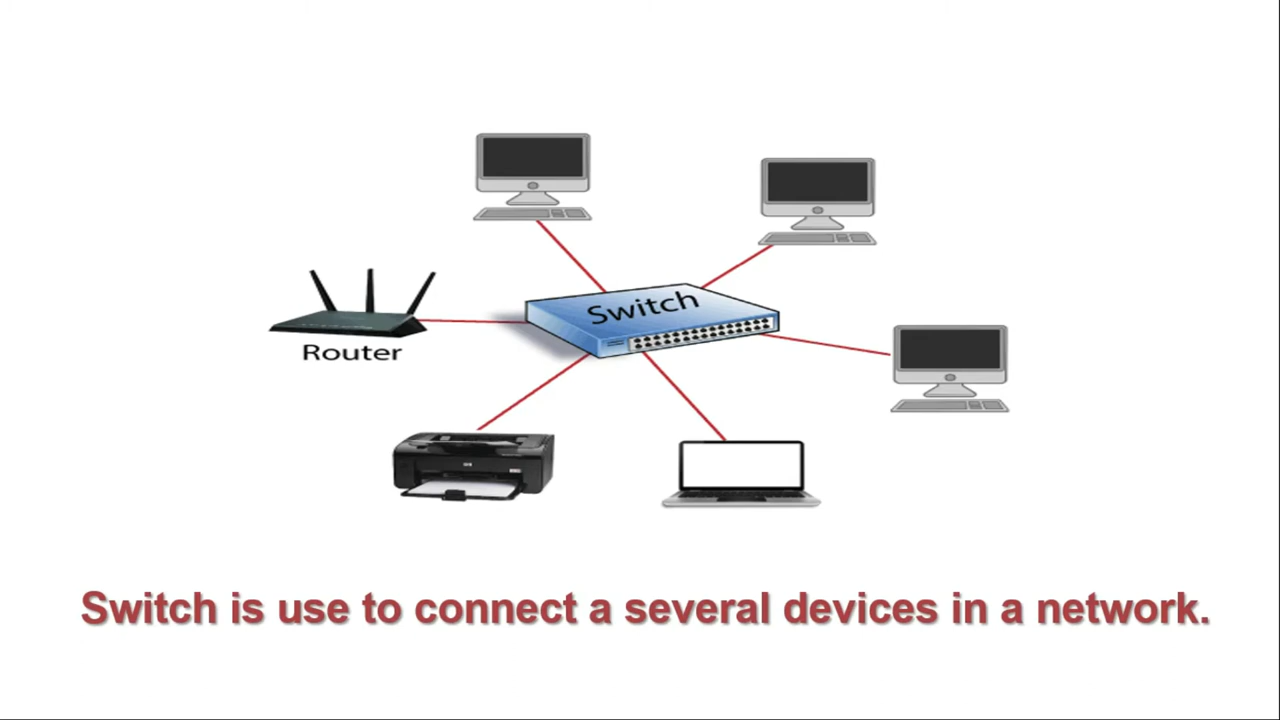 Switch
Router
Switch is use to connect a several devices in a network.